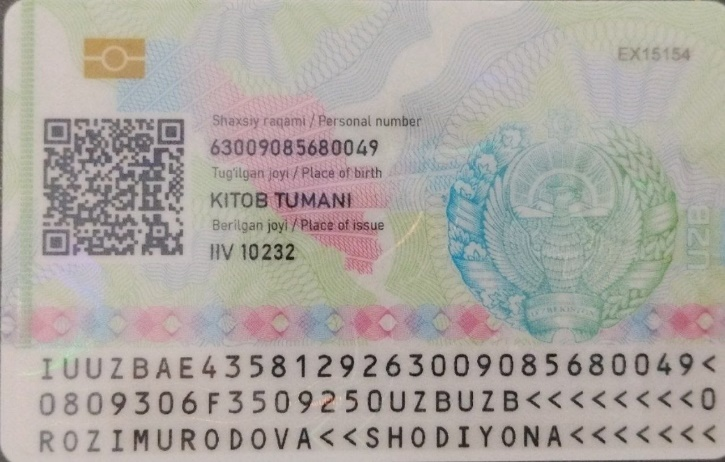 EX15154
Shaxsiy raqami / Personal number
63009085680049
Tug'ilgan joyi / Place of birth
KITOB TUMANI
Berilgan joyi / Place of issue
IIV 10232
UZB
IUUZBAE4358129263009085680049<
0809306F3509250UZBUZB<<<<<<<<0
ROZIMURODOVA<<SHODIYONA<<<<<<<